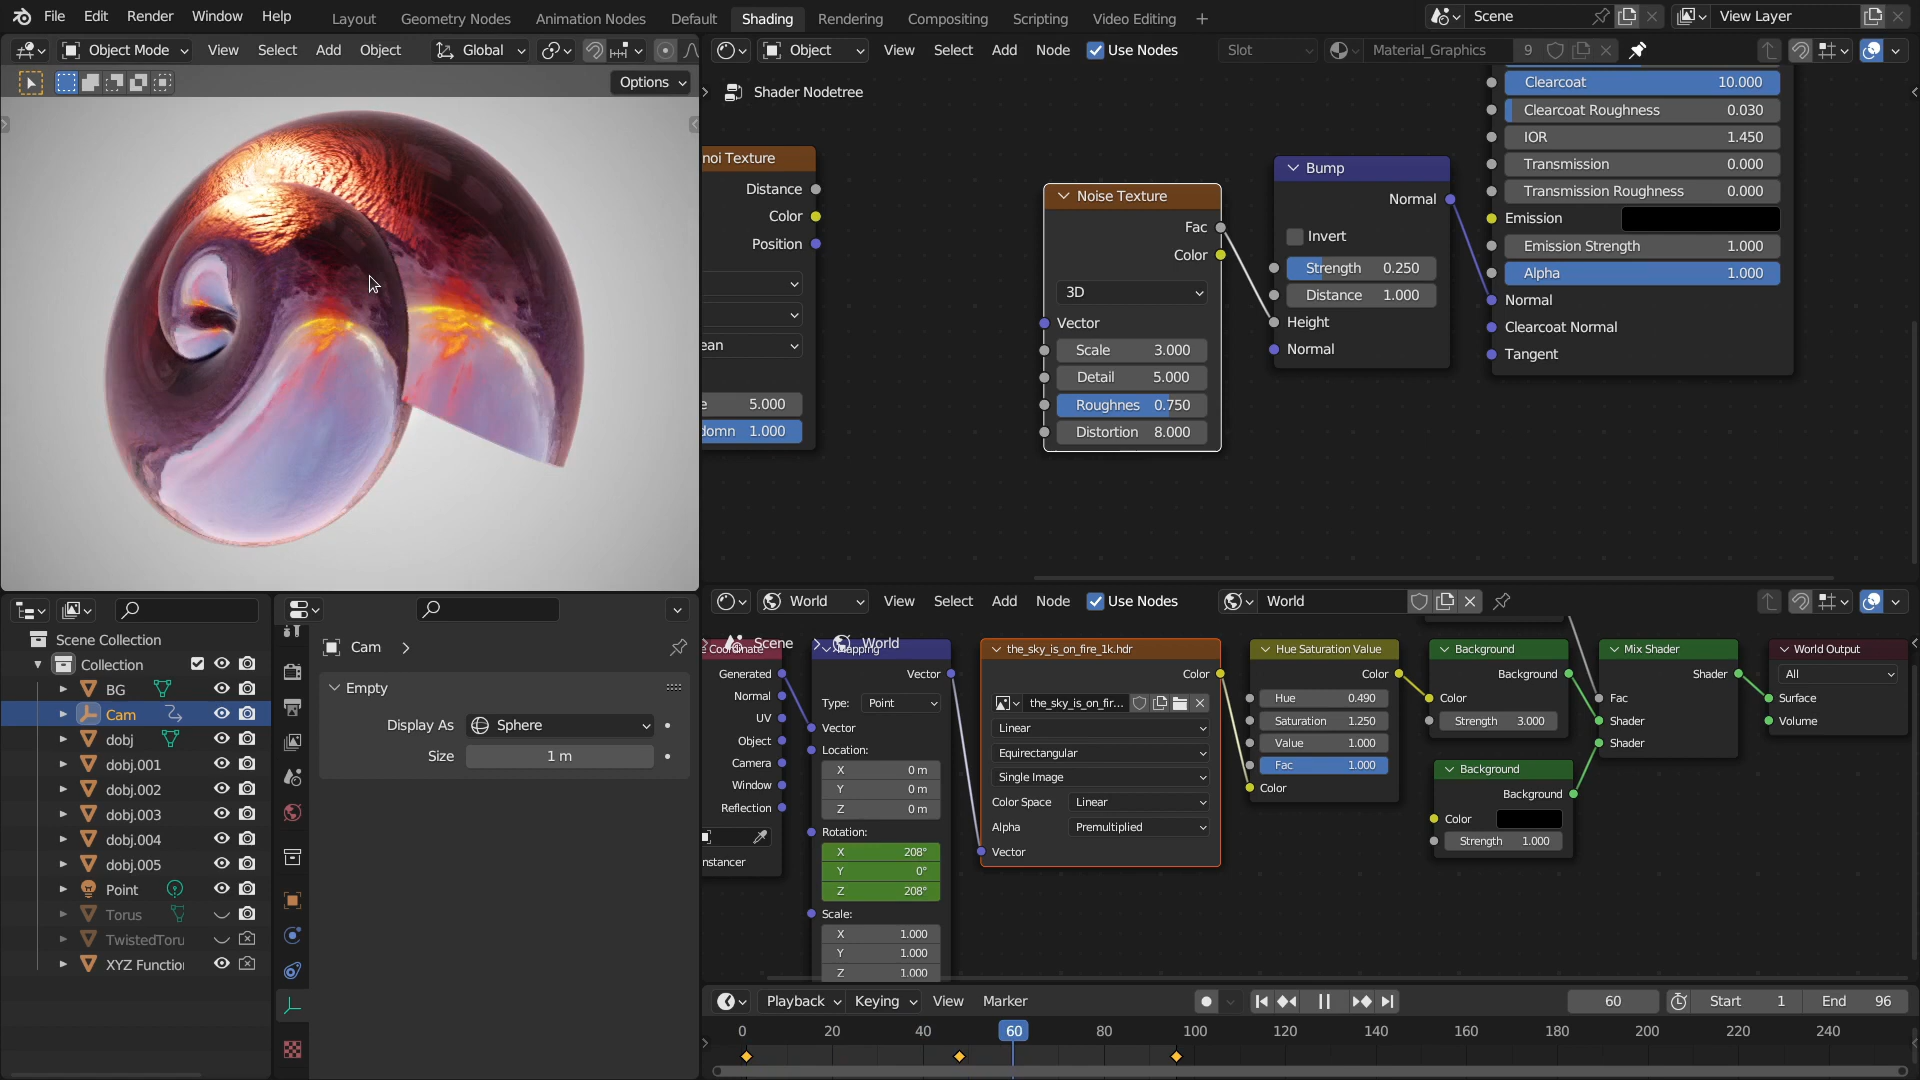 File Edit Render Window Help
Layout Geometry Nodes Animation Nodes Default Shading Rendering Compositing Scripting Video Editing +
Scene
View Layer
Object Mode View Select Add Object Global
Options
Object View Select Add Node Use Nodes Slot Material_Graphics 9
Shader Nodetree
noi Texture
Distance
Color
Position
ean
e 5.000
domn 1.000
Noise Texture
Fac
Color
3D
Vector
Scale 3.000
Detail 5.000
Roughnes 0.750
Distortion 8.000
Bump
Normal
Invert
Strength 0.250
Distance 1.000
Height
Normal
Clearcoat 10.000
Clearcoat Roughness 0.030
IOR 1.450
Transmission 0.000
Transmission Roughness 0.000
Emission
Emission Strength 1.000
Alpha 1.000
Normal
Clearcoat Normal
Tangent
Scene Collection
Collection
BG
Cam
dobj
dobj.001
dobj.002
dobj.003
dobj.004
dobj.005
Point
Torus
TwistedToru
XYZ Functior
Cam
Empty
Display As Sphere
Size 1 m
World View Select Add Node Use Nodes World
Scene World
e Coordinate
Generated
Normal
UV
Object
Camera
Window
Reflection
nstancer
Mapping
Vector
Type: Point
Vector
Location:
X 0 m
Y 0 m
Z 0 m
Rotation:
X 208°
Y 0°
Z 208°
Scale:
X 1.000
Y 1.000
Z 1.000
the_sky_is_on_fire_1k.hdr
Color
the_sky_is_on_fir...
Linear
Equirectangular
Single Image
Color Space Linear
Alpha Premultiplied
Vector
Hue Saturation Value
Color
Hue 0.490
Saturation 1.250
Value 1.000
Fac 1.000
Color
Background
Background
Color
Strength 3.000
Background
Background
Color
Strength 1.000
Mix Shader
Shader
Fac
Shader
Shader
World Output
All
Surface
Volume
Playback Keying View Marker
60 Start 1 End 96
0 20 40 60 80 100 120 140 160 180 200 220 240